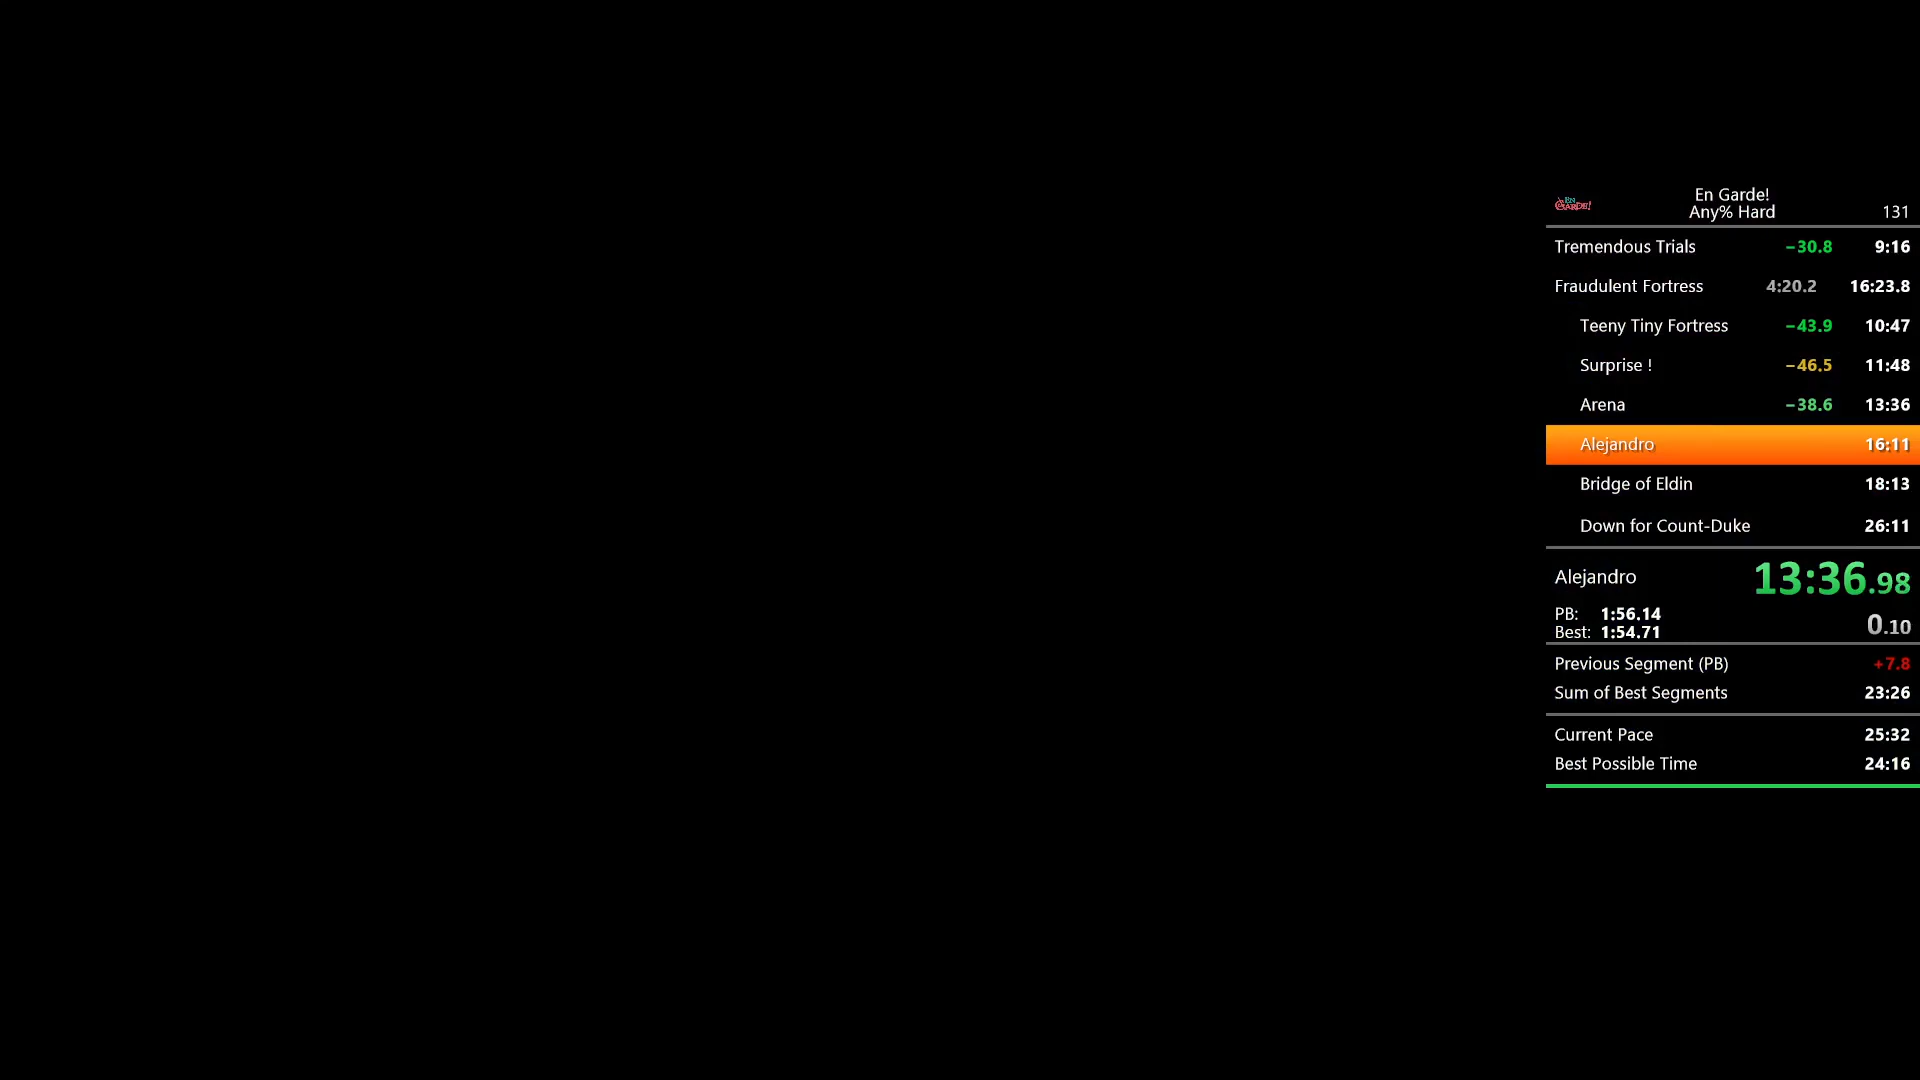 EN GARDE!
En Garde!
Any% Hard 131
Tremendous Trials −30.8 9:16
Fraudulent Fortress 4:20.2 16:23.8
Teeny Tiny Fortress −43.9 10:47
Surprise ! −46.5 11:48
Arena −38.6 13:36
Alejandro 16:11
Bridge of Eldin 18:13
Down for Count-Duke 26:11
Alejandro 13:36.98
PB: 1:56.14
Best: 1:54.71 0.10
Previous Segment (PB) +7.8
Sum of Best Segments 23:26
Current Pace 25:32
Best Possible Time 24:16